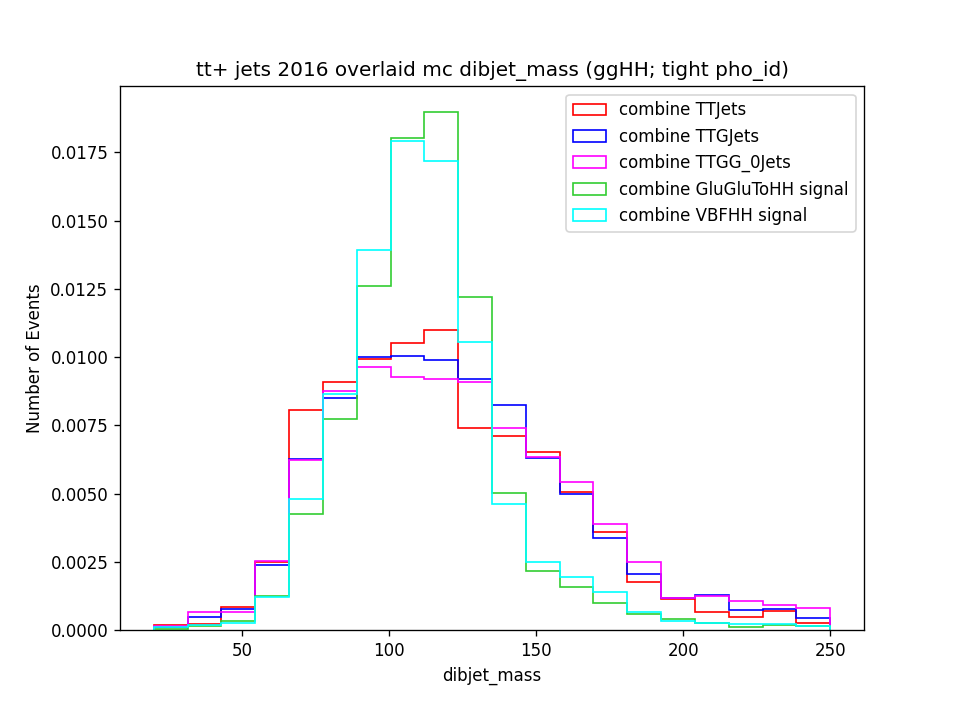 tt+ jets 2016 overlaid mc dibjet_mass (ggHH; tight pho_id)
combine TTJets
combine TTGJets
combine TTGG_0Jets
combine GluGluToHH signal
combine VBFHH signal
Number of Events
0.0175
0.0150
0.0125
0.0100
0.0075
0.0050
0.0025
0.0000
50 100 150 200 250
dibjet_mass